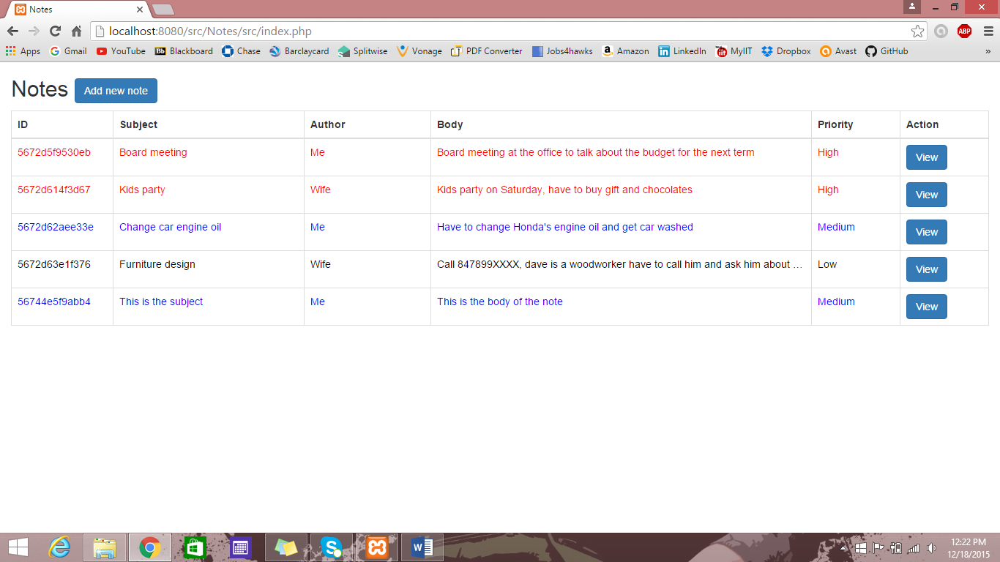 Notes
localhost:8080/src/Notes/src/index.php
ABP
Apps Gmail YouTube Bb Blackboard Chase Barclaycard Splitwise Vonage PDF Converter Jobs4hawks Amazon LinkedIn MyIIT Dropbox Avast GitHub »
Notes Add new note
ID Subject Author Body Priority Action
5672d5f9530eb Board meeting Me Board meeting at the office to talk about the budget for the next term High View
5672d614f3d67 Kids party Wife Kids party on Saturday, have to buy gift and chocolates High View
5672d62aee33e Change car engine oil Me Have to change Honda's engine oil and get car washed Medium View
5672d63e1f376 Furniture design Wife Call 847899XXXX, dave is a woodworker have to call him and ask him about … Low View
56744e5f9abb4 This is the subject Me This is the body of the note Medium View
12:22 PM
12/18/2015